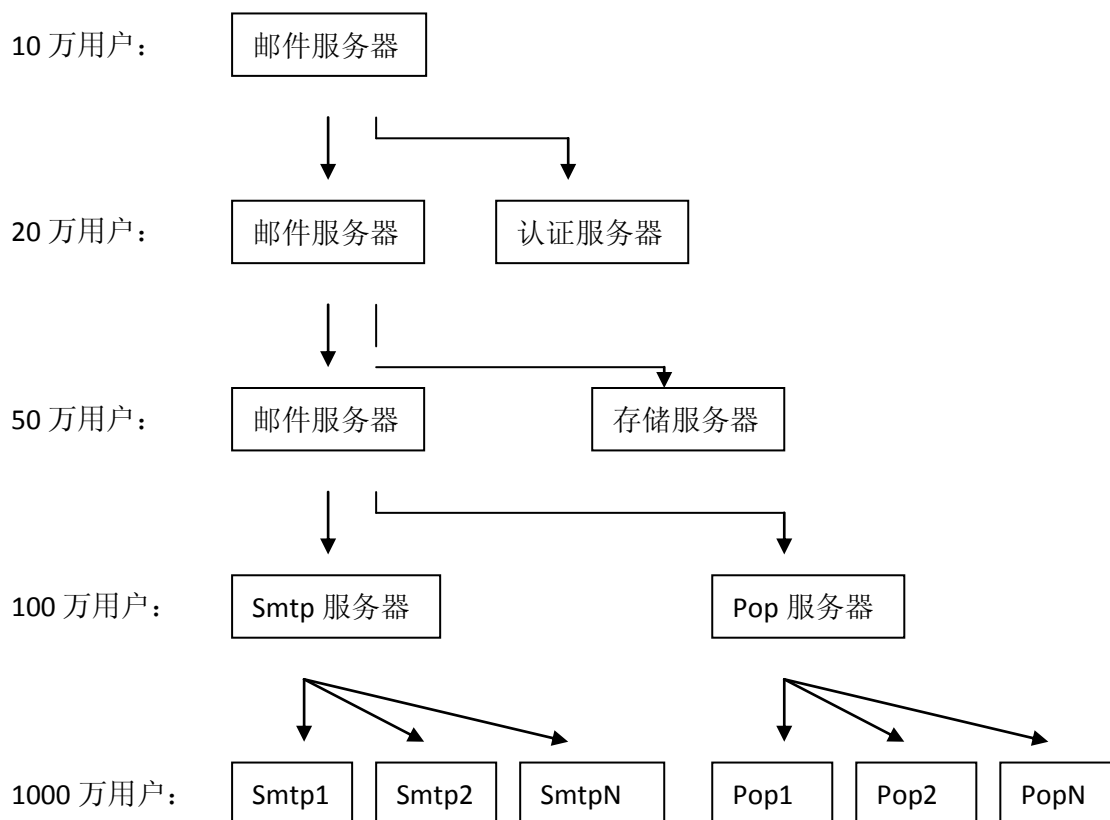 10 万用户： 邮件服务器
20 万用户： 邮件服务器 认证服务器
50 万用户： 邮件服务器 存储服务器
100 万用户： Smtp 服务器 Pop 服务器
1000 万用户： Smtp1 Smtp2 SmtpN Pop1 Pop2 PopN